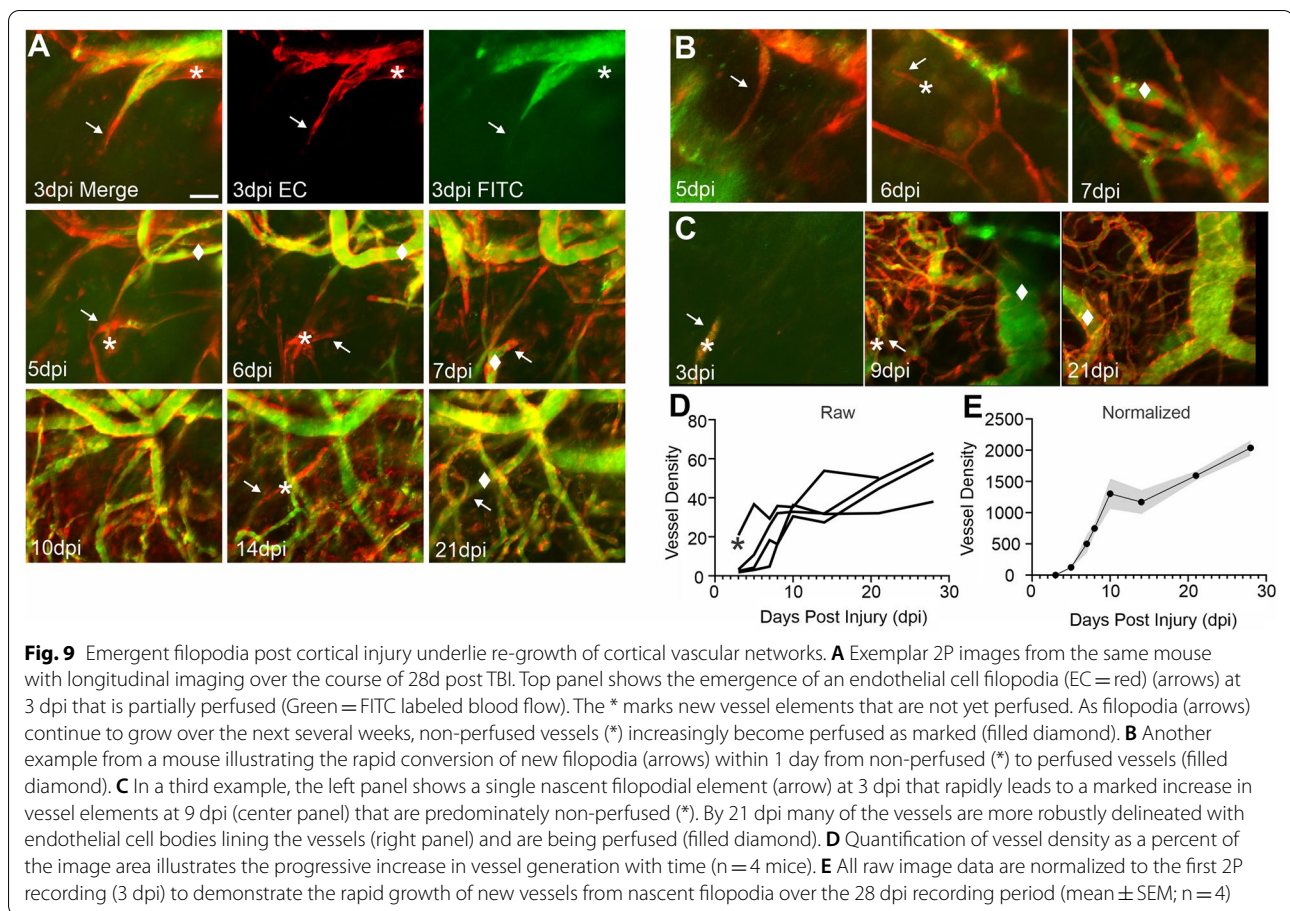 A
3dpi Merge
3dpi EC
*
3dpi FITC
*
*
5dpi
*
6dpi
*
7dpi
10dpi
14dpi
*
21dpi
B
5dpi
6dpi
*
7dpi
C
3dpi
*
9dpi
*
21dpi
D
Raw
Vessel Density
80
60
40
20
0
*
0
10
20
30
Days Post Injury (dpi)
E
Normalized
Vessel Density
2500
2000
1500
1000
500
0
0
10
20
30
Days Post Injury (dpi)
Fig. 9 Emergent filopodia post cortical injury underlie re-growth of cortical vascular networks. A Exemplar 2P images from the same mouse
with longitudinal imaging over the course of 28d post TBI. Top panel shows the emergence of an endothelial cell filopodia (EC = red) (arrows) at
3 dpi that is partially perfused (Green = FITC labeled blood flow). The * marks new vessel elements that are not yet perfused. As filopodia (arrows)
continue to grow over the next several weeks, non-perfused vessels (*) increasingly become perfused as marked (filled diamond). B Another
example from a mouse illustrating the rapid conversion of new filopodia (arrows) within 1 day from non-perfused (*) to perfused vessels (filled
diamond). C In a third example, the left panel shows a single nascent filopodial element (arrow) at 3 dpi that rapidly leads to a marked increase in
vessel elements at 9 dpi (center panel) that are predominately non-perfused (*). By 21 dpi many of the vessels are more robustly delineated with
endothelial cell bodies lining the vessels (right panel) and are being perfused (filled diamond). D Quantification of vessel density as a percent of
the image area illustrates the progressive increase in vessel generation with time (n = 4 mice). E All raw image data are normalized to the first 2P
recording (3 dpi) to demonstrate the rapid growth of new vessels from nascent filopodia over the 28 dpi recording period (mean ± SEM; n = 4)